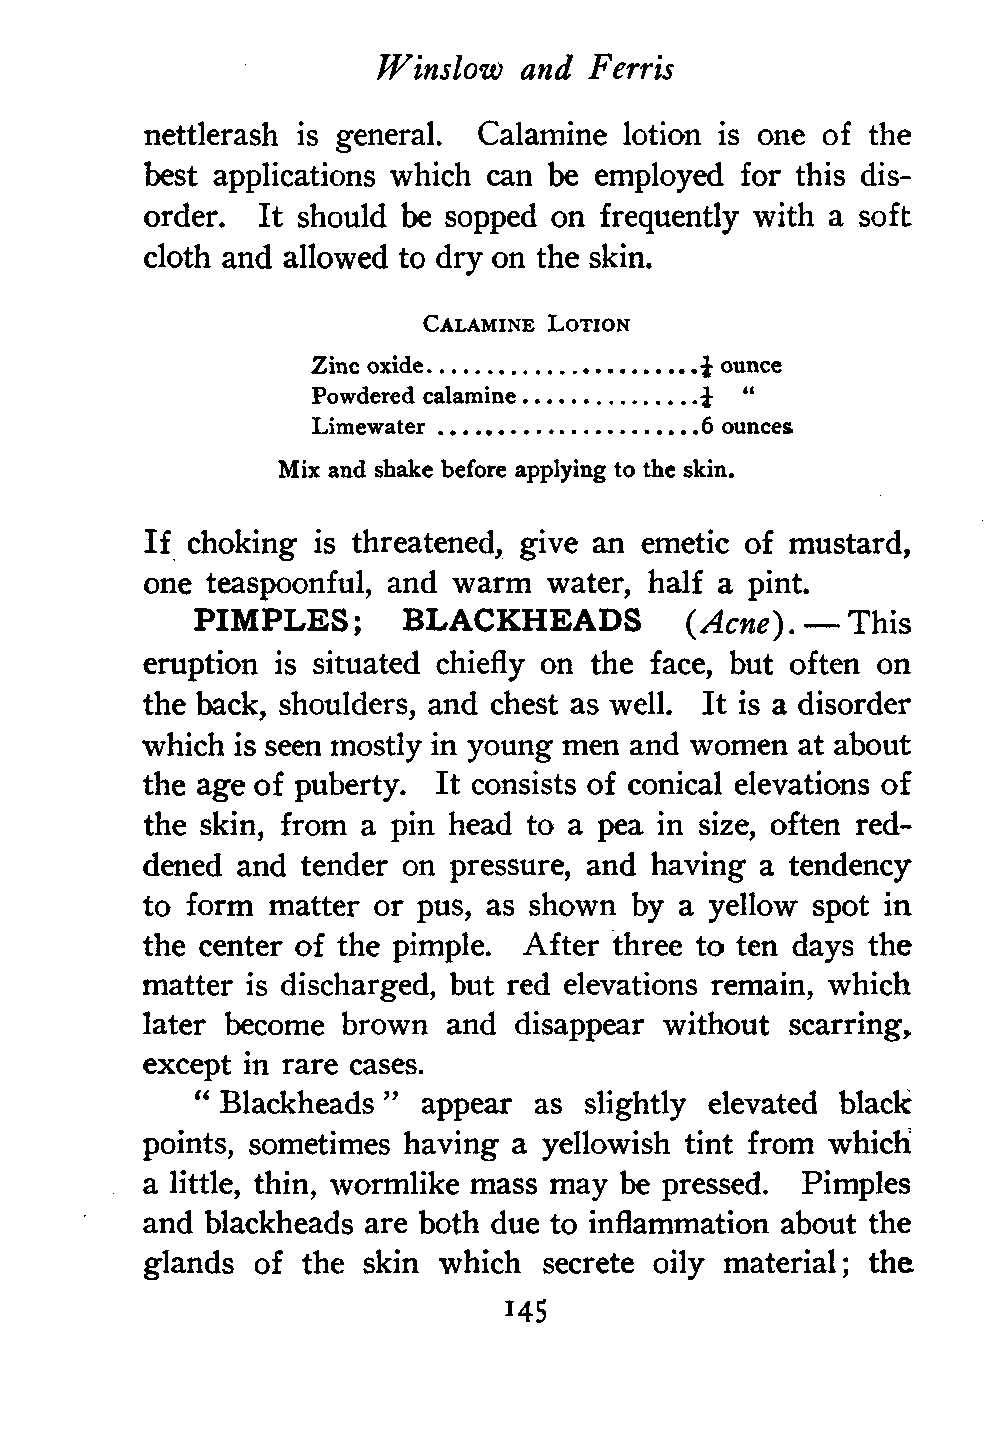 Winslow and Ferris
nettlerash is general. Calamine lotion is one of the
best applications which can be employed for this dis-
order. It should be sopped on frequently with a soft
cloth and allowed to dry on the skin.
CALAMINE LOTION
Zinc oxide........................ ounce
Powdered calamine............... "
Limewater ......................6 ounces
Mix and shake before applying to the skin.
If choking is threatened, give an emetic of mustard,
one teaspoonful, and warm water, half a pint.
PIMPLES; BLACKHEADS (Acne). — This
eruption is situated chiefly on the face, but often on
the back, shoulders, and chest as well. It is a disorder
which is seen mostly in young men and women at about
the age of puberty. It consists of conical elevations of
the skin, from a pin head to a pea in size, often red-
dened and tender on pressure, and having a tendency
to form matter or pus, as shown by a yellow spot in
the center of the pimple. After three to ten days the
matter is discharged, but red elevations remain, which
later become brown and disappear without scarring,
except in rare cases.
" Blackheads " appear as slightly elevated black
points, sometimes having a yellowish tint from which
a little, thin, wormlike mass may be pressed. Pimples
and blackheads are both due to inflammation about the
glands of the skin which secrete oily material; the
145